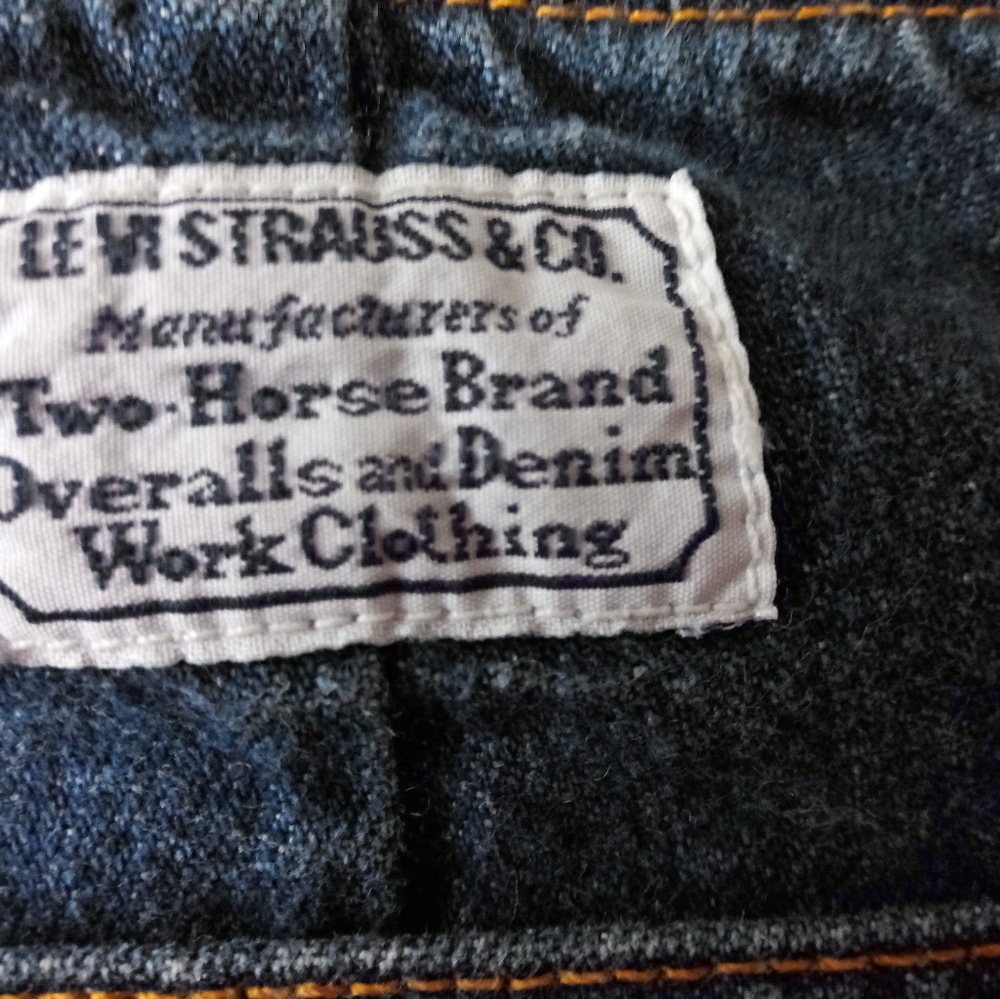 LEVI STRAUSS & CO.
Manufacturers of
Two-Horse Brand
Overalls and Denim
Work Clothing